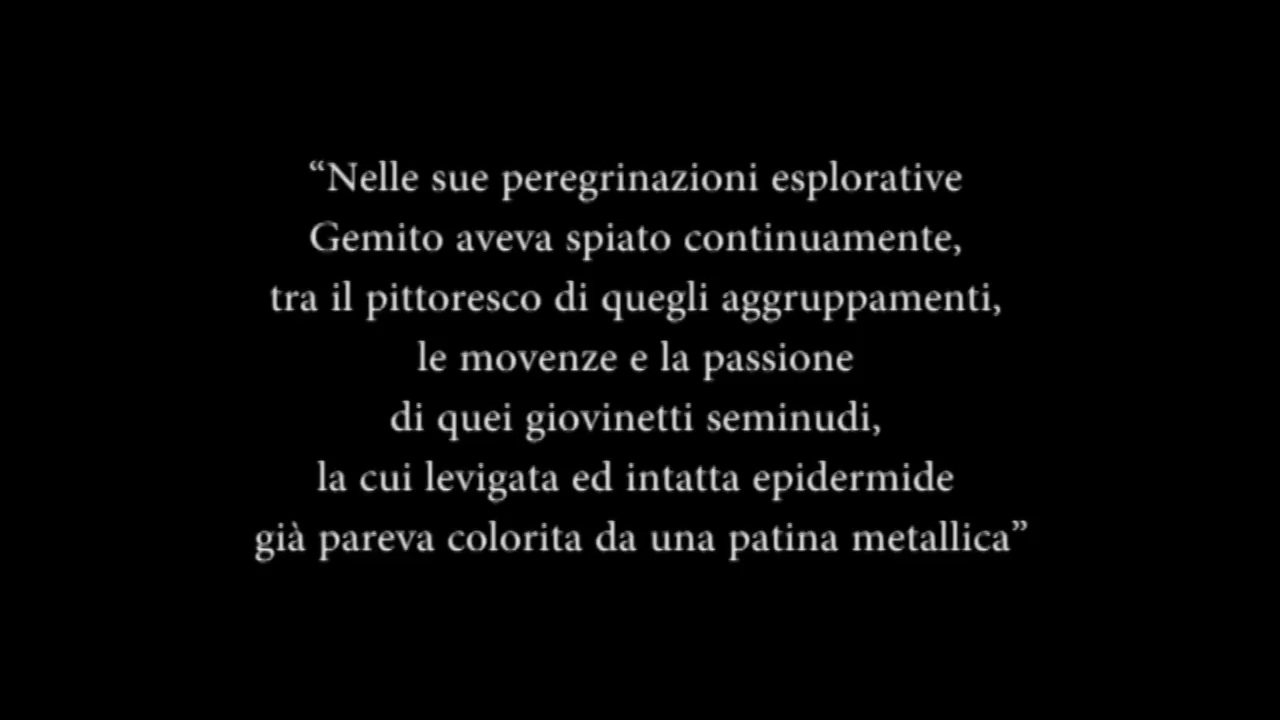 “Nelle sue peregrinazioni esplorative
Gemito aveva spiato continuamente,
tra il pittoresco di quegli aggruppamenti,
le movenze e la passione
di quei giovinetti seminudi,
la cui levigata ed intatta epidermide
già pareva colorita da una patina metallica”